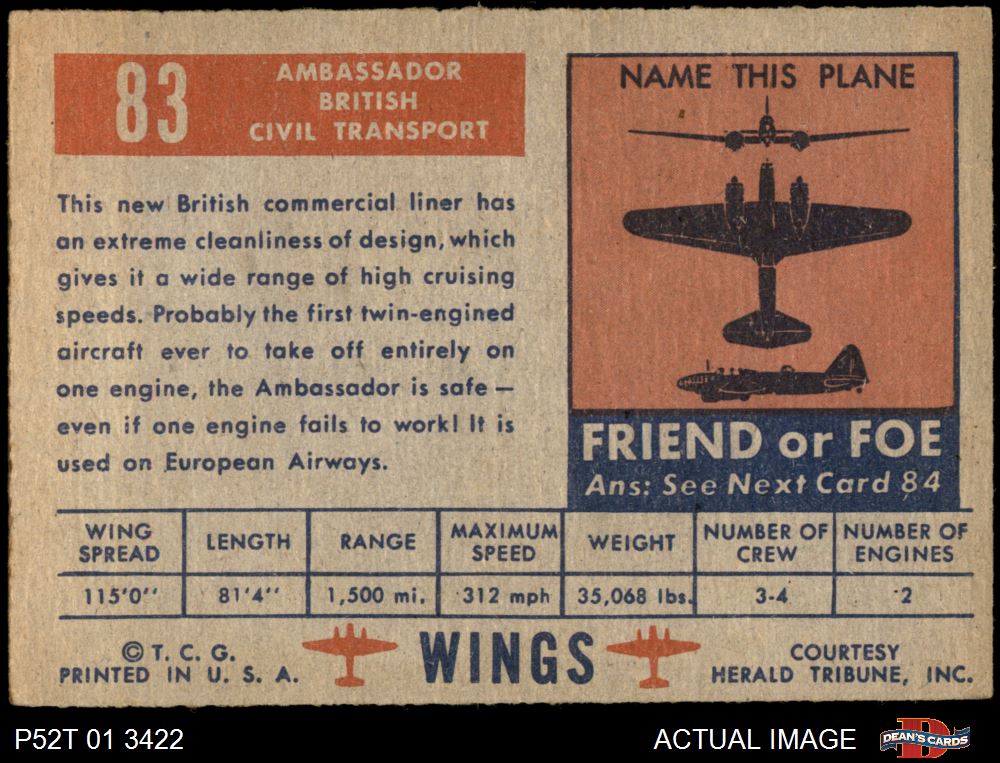 83
AMBASSADOR
BRITISH
CIVIL TRANSPORT
This new British commercial liner has
an extreme cleanliness of design, which
gives it a wide range of high cruising
speeds. Probably the first twin-engined
aircraft ever to take off entirely on
one engine, the Ambassador is safe —
even if one engine fails to work! It is
used on European Airways.
NAME THIS PLANE
FRIEND or FOE
Ans: See Next Card 84
WING SPREAD LENGTH RANGE MAXIMUM SPEED WEIGHT NUMBER OF CREW NUMBER OF ENGINES
115'0'' 81'4'' 1,500 mi. 312 mph 35,068 lbs. 3-4 2
© T. C. G.
PRINTED IN U. S. A.
WINGS
COURTESY
HERALD TRIBUNE, INC.
P52T 01 3422
ACTUAL IMAGE
D
DEAN'S CARDS